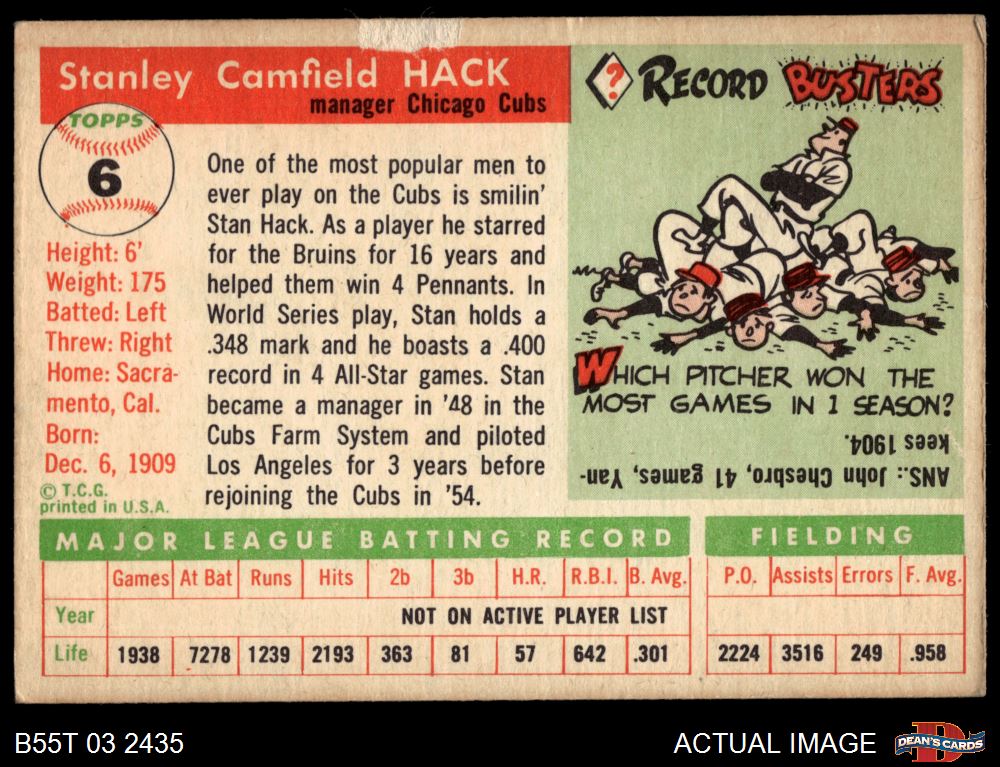 Stanley Camfield HACK
manager Chicago Cubs
TOPPS
6
Height: 6'
Weight: 175
Batted: Left
Threw: Right
Home: Sacra-
mento, Cal.
Born:
Dec. 6, 1909
© T.C.G.
printed in U.S.A.
One of the most popular men to
ever play on the Cubs is smilin'
Stan Hack. As a player he starred
for the Bruins for 16 years and
helped them win 4 Pennants. In
World Series play, Stan holds a
.348 mark and he boasts a .400
record in 4 All-Star games. Stan
became a manager in '48 in the
Cubs Farm System and piloted
Los Angeles for 3 years before
rejoining the Cubs in '54.
? RECORD BUSTERS
WHICH PITCHER WON THE
MOST GAMES IN 1 SEASON?
ANS.: John Chesbro, 41 games, Yan-
kees 1904.
MAJOR LEAGUE BATTING RECORD
Games At Bat Runs Hits 2b 3b H.R. R.B.I. B. Avg.
Year NOT ON ACTIVE PLAYER LIST
Life 1938 7278 1239 2193 363 81 57 642 .301
FIELDING
P.O. Assists Errors F. Avg.
2224 3516 249 .958
B55T 03 2435
ACTUAL IMAGE
D
DEAN'S CARDS